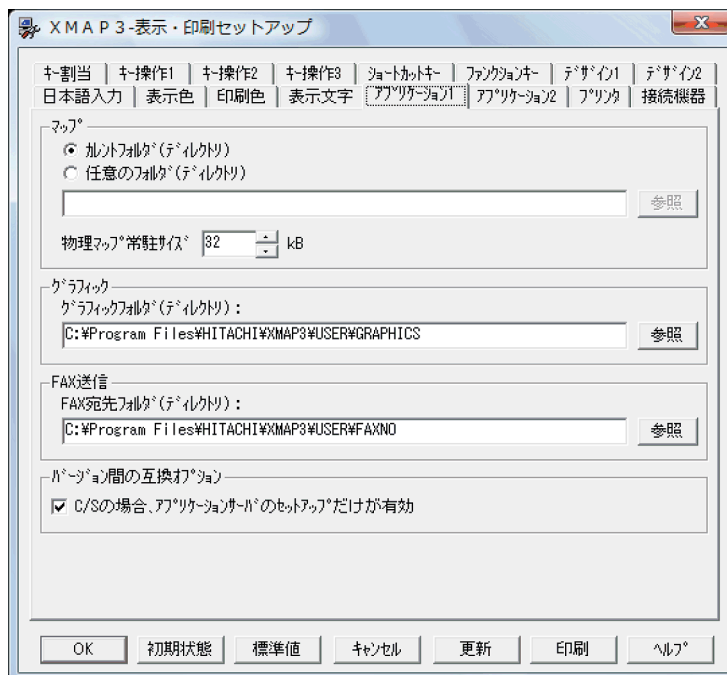 XMAP3-表示・印刷セットアップ
ｷｰ割当 ｷｰ操作1 ｷｰ操作2 ｷｰ操作3 ｼｮｰﾄｶｯﾄｷｰ ﾌｧﾝｸｼｮﾝｷｰ ﾃﾞｻﾞｲﾝ1 ﾃﾞｻﾞｲﾝ2
日本語入力 表示色 印刷色 表示文字 ｱﾌﾟﾘｹｰｼｮﾝ1 ｱﾌﾟﾘｹｰｼｮﾝ2 ﾌﾟﾘﾝﾀ 接続機器
ﾏｯﾌﾟ
ｶﾚﾝﾄﾌｫﾙﾀﾞ(ﾃﾞｨﾚｸﾄﾘ)
任意のﾌｫﾙﾀﾞ(ﾃﾞｨﾚｸﾄﾘ)
参照
物理ﾏｯﾌﾟ常駐ｻｲｽﾞ 32 kB
ｸﾞﾗﾌｨｯｸ
ｸﾞﾗﾌｨｯｸﾌｫﾙﾀﾞ(ﾃﾞｨﾚｸﾄﾘ):
C:¥Program Files¥HITACHI¥XMAP3¥USER¥GRAPHICS 参照
FAX送信
FAX宛先ﾌｫﾙﾀﾞ(ﾃﾞｨﾚｸﾄﾘ):
C:¥Program Files¥HITACHI¥XMAP3¥USER¥FAXNO 参照
ﾊﾞｰｼﾞｮﾝ間の互換ｵﾌﾟｼｮﾝ
C/Sの場合､ｱﾌﾟﾘｹｰｼｮﾝｻｰﾊﾞのｾｯﾄｱｯﾌﾟだけが有効
OK 初期状態 標準値 ｷｬﾝｾﾙ 更新 印刷 ﾍﾙﾌﾟ